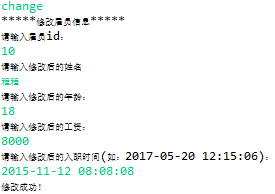 change
*****修改雇员信息*****
请输入雇员id:
10
请输入修改后的姓名
程程
请输入修改后的年龄:
18
请输入修改后的工资:
8000
请输入修改后的入职时间(如: 2017-05-20 12:15:06):
2015-11-12 08:08:08
修改成功!